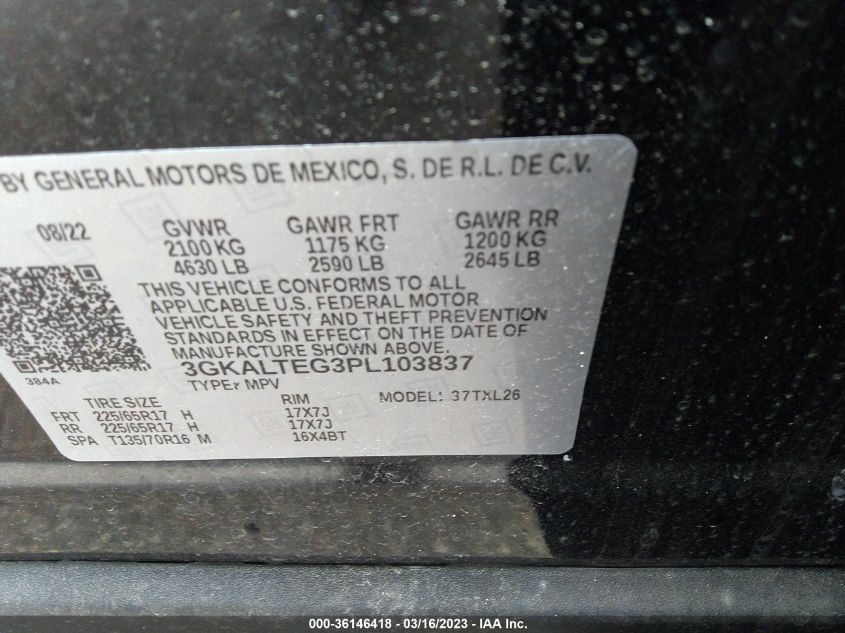 BY GENERAL MOTORS DE MEXICO, S. DE R.L. DE C.V.
08/22 GVWR GAWR FRT GAWR RR
2100 KG 1175 KG 1200 KG
4630 LB 2590 LB 2645 LB
THIS VEHICLE CONFORMS TO ALL
APPLICABLE U.S. FEDERAL MOTOR
VEHICLE SAFETY AND THEFT PREVENTION
STANDARDS IN EFFECT ON THE DATE OF
MANUFACTURE SHOWN ABOVE.
3GKALTEG3PL103837
384A
TYPE: MPV MODEL: 37TXL26
TIRE SIZE RIM
FRT 225/65R17 H 17X7J
RR 225/65R17 H 17X7J
SPA T135/70R16 M 16X4BT
000-36146418 - 03/16/2023 - IAA Inc.